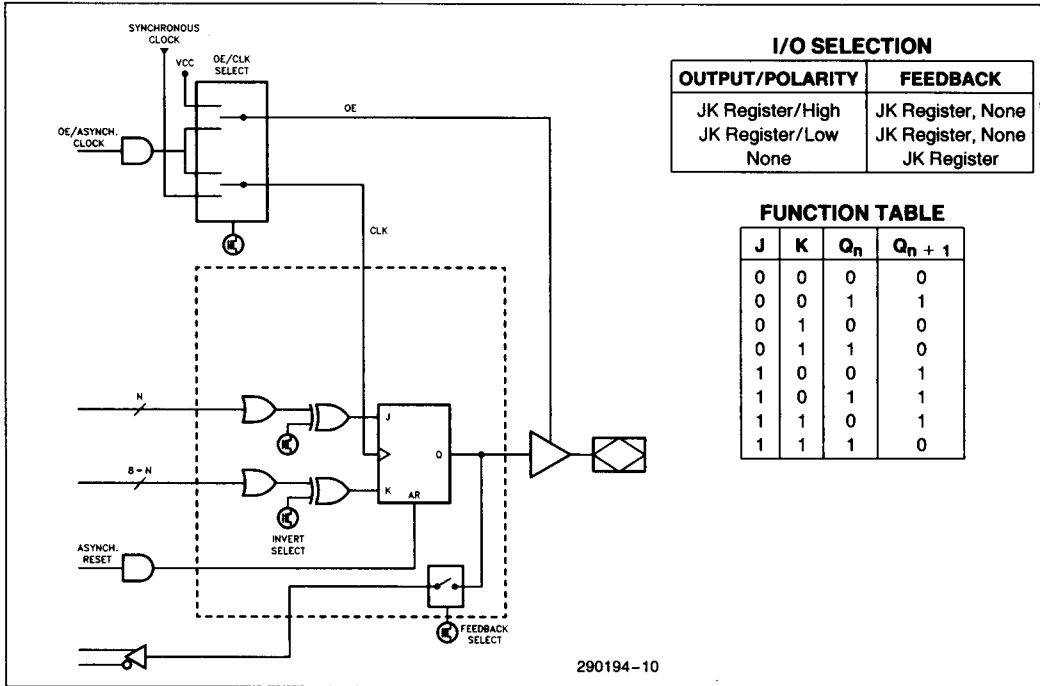 SYNCHRONOUS
CLOCK
VCC
OE/CLK
SELECT
OE
OE/ASYNCH.
CLOCK
CLK
N
J
Q
8-N
K
AR
INVERT
SELECT
ASYNCH.
RESET
FEEDBACK
SELECT
290194-10
I/O SELECTION
OUTPUT/POLARITY FEEDBACK
JK Register/High JK Register, None
JK Register/Low JK Register, None
None JK Register
FUNCTION TABLE
J K Qn Qn + 1
0 0 0 0
0 0 1 1
0 1 0 0
0 1 1 0
1 0 0 1
1 0 1 1
1 1 0 1
1 1 1 0